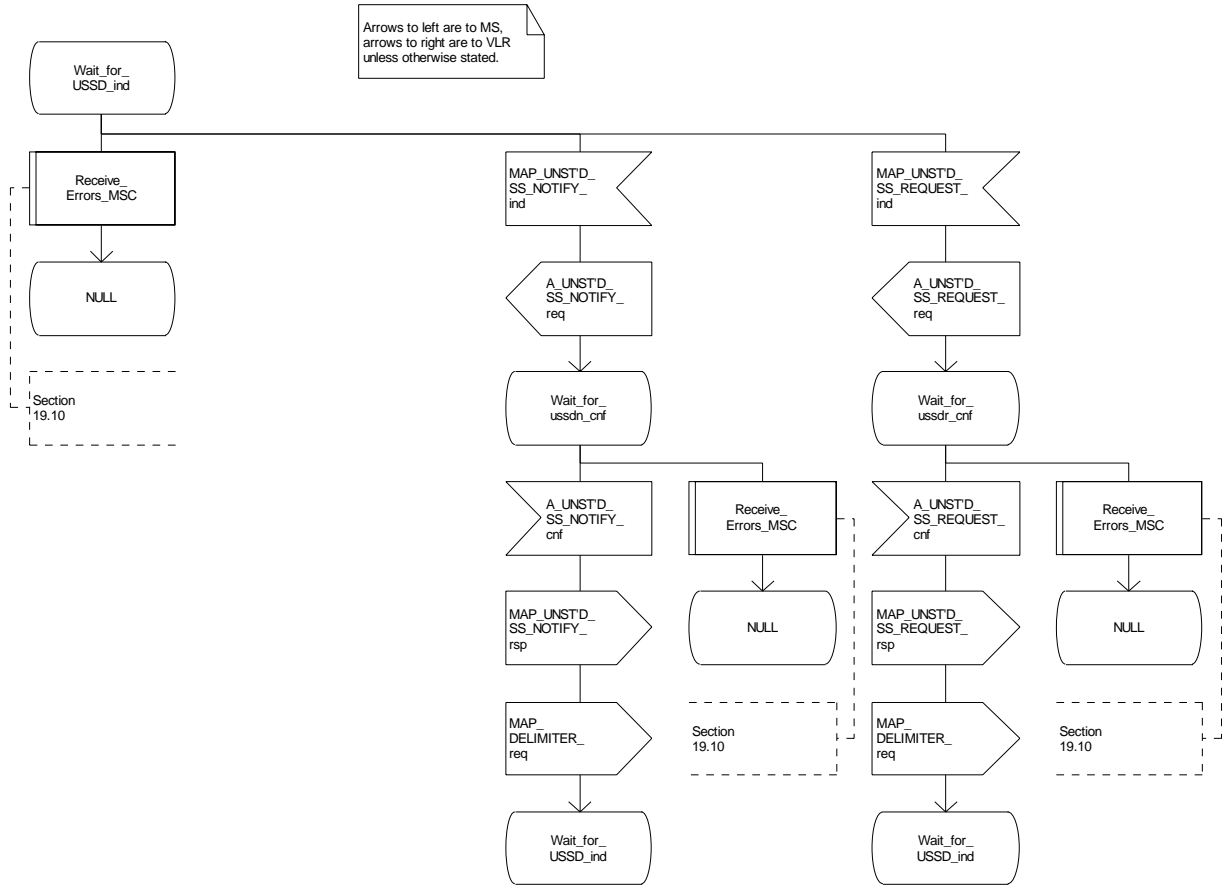 Arrows to left are to MS,
arrows to right are to VLR
unless otherwise stated.
Wait_for_
USSD_ind
Receive_
Errors_MSC
MAP_UNST'D_
SS_NOTIFY_
ind
MAP_UNST'D_
SS_REQUEST_
ind
NULL
A_UNST'D_
SS_NOTIFY_
req
A_UNST'D_
SS_REQUEST_
req
Section
19.10
Wait_for_
ussdn_cnf
Wait_for_
ussdr_cnf
A_UNST'D_
SS_NOTIFY_
cnf
Receive_
Errors_MSC
A_UNST'D_
SS_REQUEST_
cnf
Receive_
Errors_MSC
MAP_UNST'D_
SS_NOTIFY_
rsp
NULL
MAP_UNST'D_
SS_REQUEST_
rsp
NULL
MAP_
DELIMITER_
req
Section
19.10
MAP_
DELIMITER_
req
Section
19.10
Wait_for_
USSD_ind
Wait_for_
USSD_ind